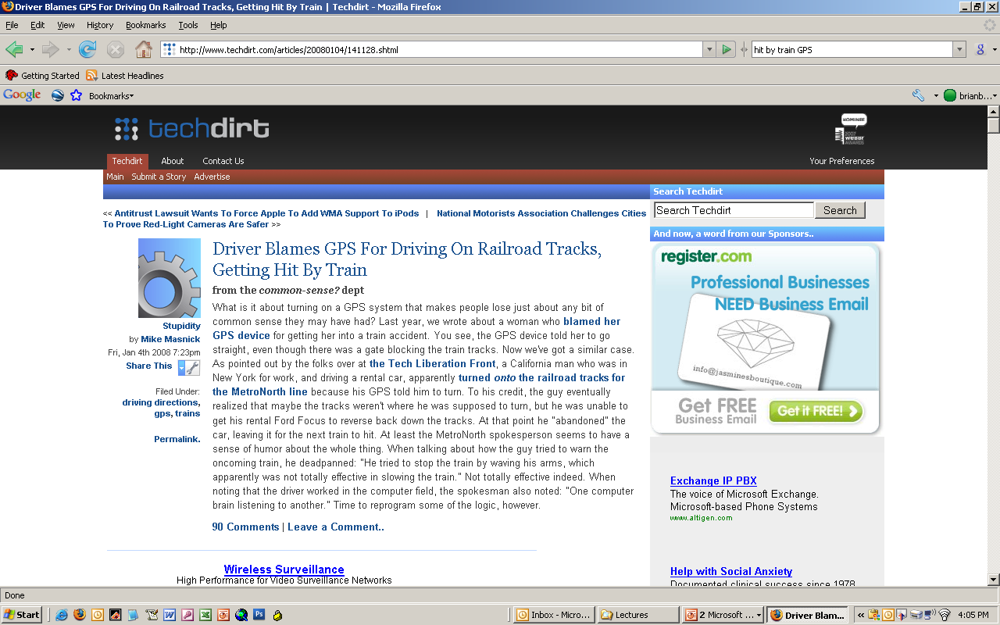 Driver Blames GPS For Driving On Railroad Tracks, Getting Hit By Train | Techdirt - Mozilla Firefox
File Edit View History Bookmarks Tools Help
http://www.techdirt.com/articles/20080104/141128.shtml
hit by train GPS
Getting Started Latest Headlines
Google Bookmarks
brianb...
techdirt
NOMINEE
2007
WEBBY
AWARDS
Techdirt About Contact Us
Your Preferences
Main Submit a Story Advertise
<< Antitrust Lawsuit Wants To Force Apple To Add WMA Support To iPods | National Motorists Association Challenges Cities
To Prove Red-Light Cameras Are Safer >>
Driver Blames GPS For Driving On Railroad Tracks,
Getting Hit By Train
from the common-sense? dept
Stupidity
by Mike Masnick
Fri, Jan 4th 2008 7:23pm
Share This
Filed Under:
driving directions,
gps, trains
Permalink.
What is it about turning on a GPS system that makes people lose just about any bit of
common sense they may have had? Last year, we wrote about a woman who blamed her
GPS device for getting her into a train accident. You see, the GPS device told her to go
straight, even though there was a gate blocking the train tracks. Now we've got a similar case.
As pointed out by the folks over at the Tech Liberation Front, a California man who was in
New York for work, and driving a rental car, apparently turned onto the railroad tracks for
the MetroNorth line because his GPS told him to turn. To his credit, the guy eventually
realized that maybe the tracks weren't where he was supposed to turn, but he was unable to
get his rental Ford Focus to reverse back down the tracks. At that point he "abandoned" the
car, leaving it for the next train to hit. At least the MetroNorth spokesperson seems to have a
sense of humor about the whole thing. When talking about how the guy tried to warn the
oncoming train, he deadpanned: "He tried to stop the train by waving his arms, which
apparently was not totally effective in slowing the train." Not totally effective indeed. When
noting that the driver worked in the computer field, the spokesman also noted: "One computer
brain listening to another." Time to reprogram some of the logic, however.
90 Comments | Leave a Comment..
Wireless Surveillance
High Performance for Video Surveillance Networks
Search Techdirt
Search Techdirt
Search
And now, a word from our Sponsors..
register.com
Professional Businesses
NEED Business Email
info@jasminesboutique.com
Get FREE
Business Email
Get it FREE!
Exchange IP PBX
The voice of Microsoft Exchange.
Microsoft-based Phone Systems
www.altigen.com
Help with Social Anxiety
Documented clinical success since 1978
Done
Start
Inbox - Micro...
Lectures
2 Microsoft ...
Driver Blam...
4:05 PM